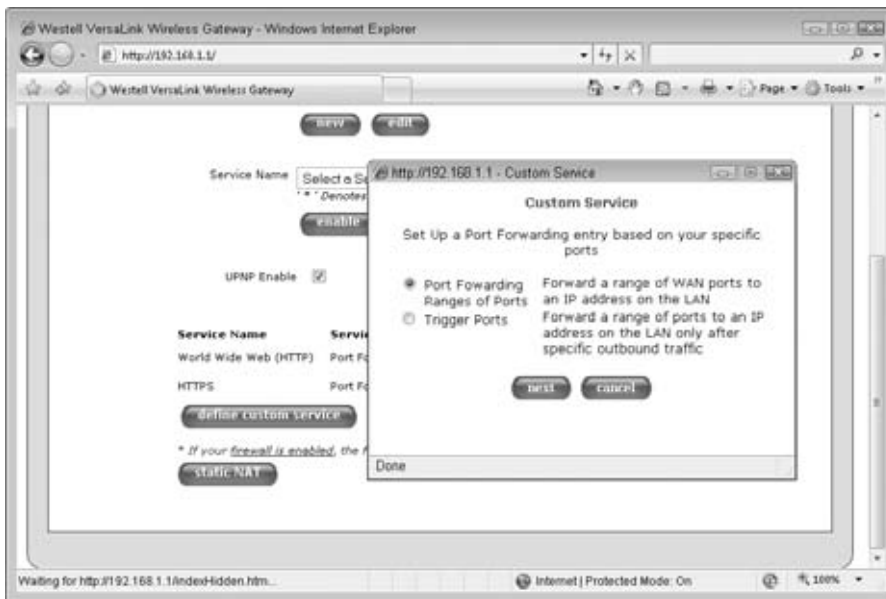 Westell VersaLink Wireless Gateway - Windows Internet Explorer
http://192.168.1.1/
Westell VersaLink Wireless Gateway
Page
Tools
new
edit
Service Name
Select a Se
' * ' Denotes
enable
UPNP Enable
Service Name Servi
World Wide Web (HTTP) Port Fo
HTTPS Port Fo
define custom service
* If your firewall is enabled, the f
static NAT
http://192.168.1.1 - Custom Service
Custom Service
Set Up a Port Forwarding entry based on your specific
ports
Port Fowarding
Ranges of Ports
Forward a range of WAN ports to
an IP address on the LAN
Trigger Ports
Forward a range of ports to an IP
address on the LAN only after
specific outbound traffic
next
cancel
Done
Waiting for http://192.168.1.1/indexHidden.htm...
Internet | Protected Mode: On
100%